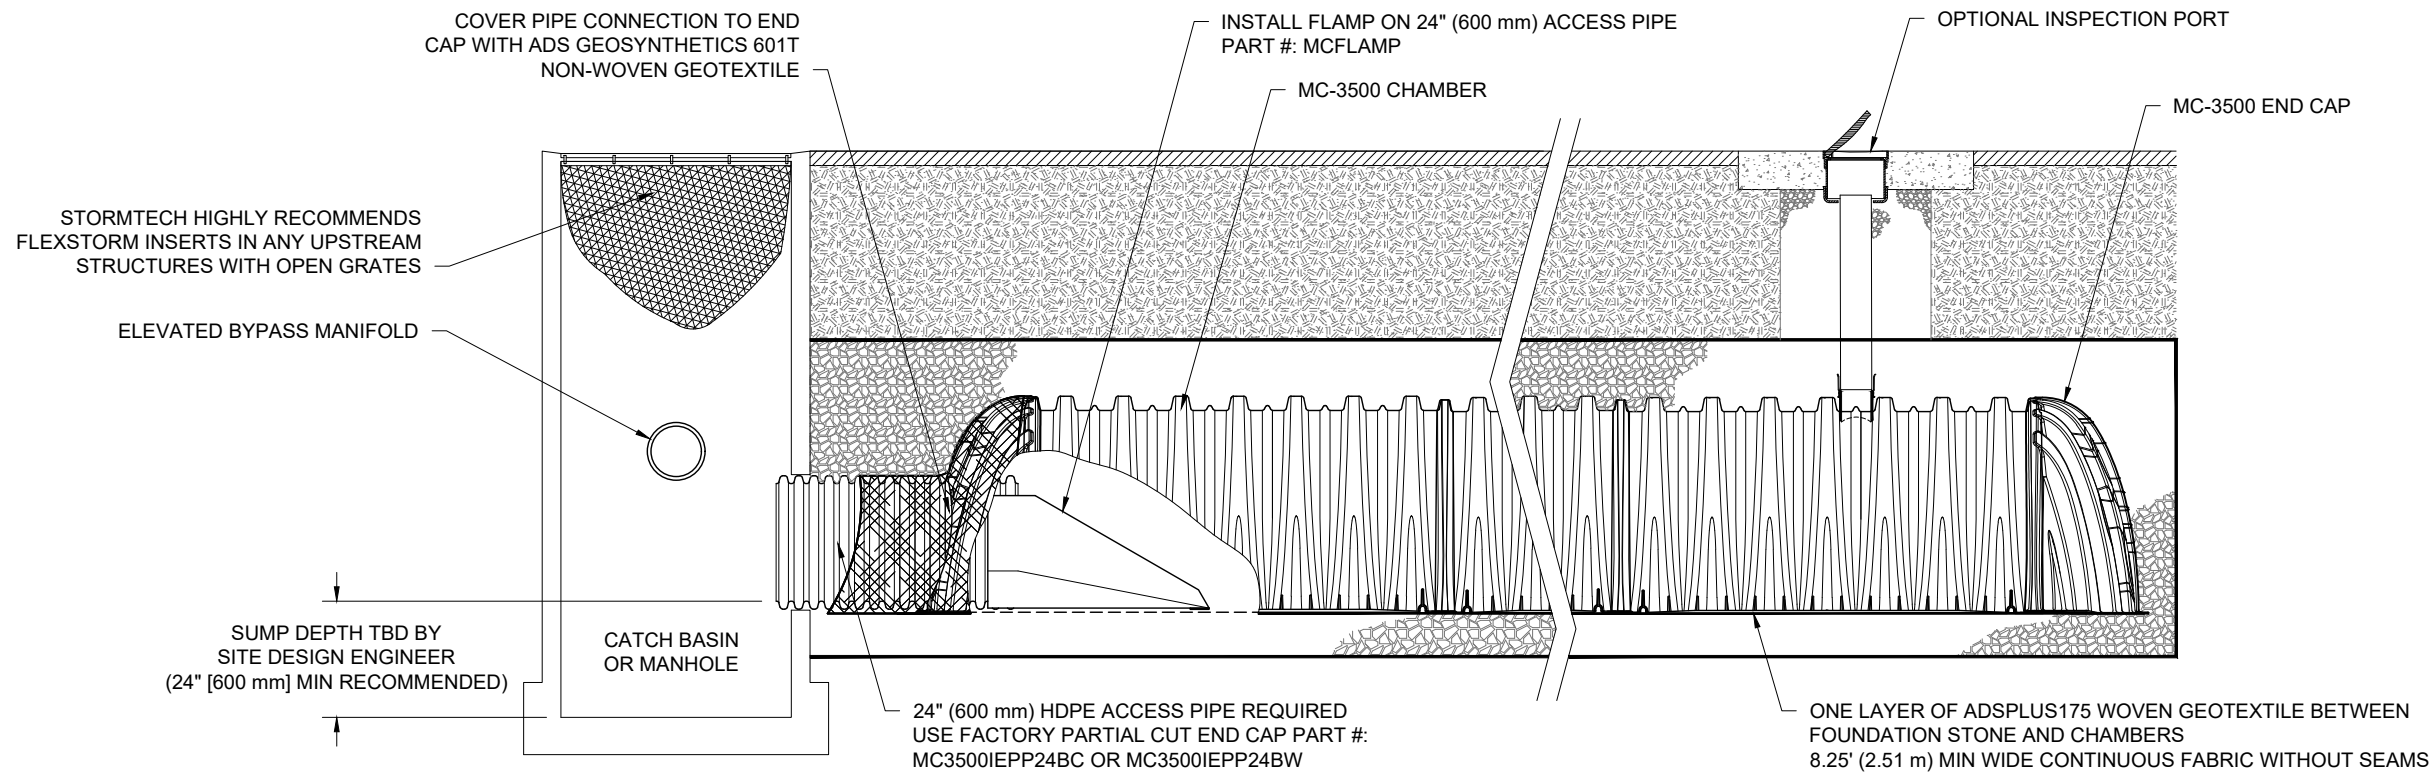 COVER PIPE CONNECTION TO END
CAP WITH ADS GEOSYNTHETICS 601T
NON-WOVEN GEOTEXTILE
INSTALL FLAMP ON 24" (600 mm) ACCESS PIPE
PART #: MCFLAMP
OPTIONAL INSPECTION PORT
MC-3500 CHAMBER
MC-3500 END CAP
STORMTECH HIGHLY RECOMMENDS
FLEXSTORM INSERTS IN ANY UPSTREAM
STRUCTURES WITH OPEN GRATES
ELEVATED BYPASS MANIFOLD
SUMP DEPTH TBD BY
SITE DESIGN ENGINEER
(24" [600 mm] MIN RECOMMENDED)
CATCH BASIN
OR MANHOLE
24" (600 mm) HDPE ACCESS PIPE REQUIRED
USE FACTORY PARTIAL CUT END CAP PART #:
MC3500IEPP24BC OR MC3500IEPP24BW
ONE LAYER OF ADSPLUS175 WOVEN GEOTEXTILE BETWEEN
FOUNDATION STONE AND CHAMBERS
8.25' (2.51 m) MIN WIDE CONTINUOUS FABRIC WITHOUT SEAMS